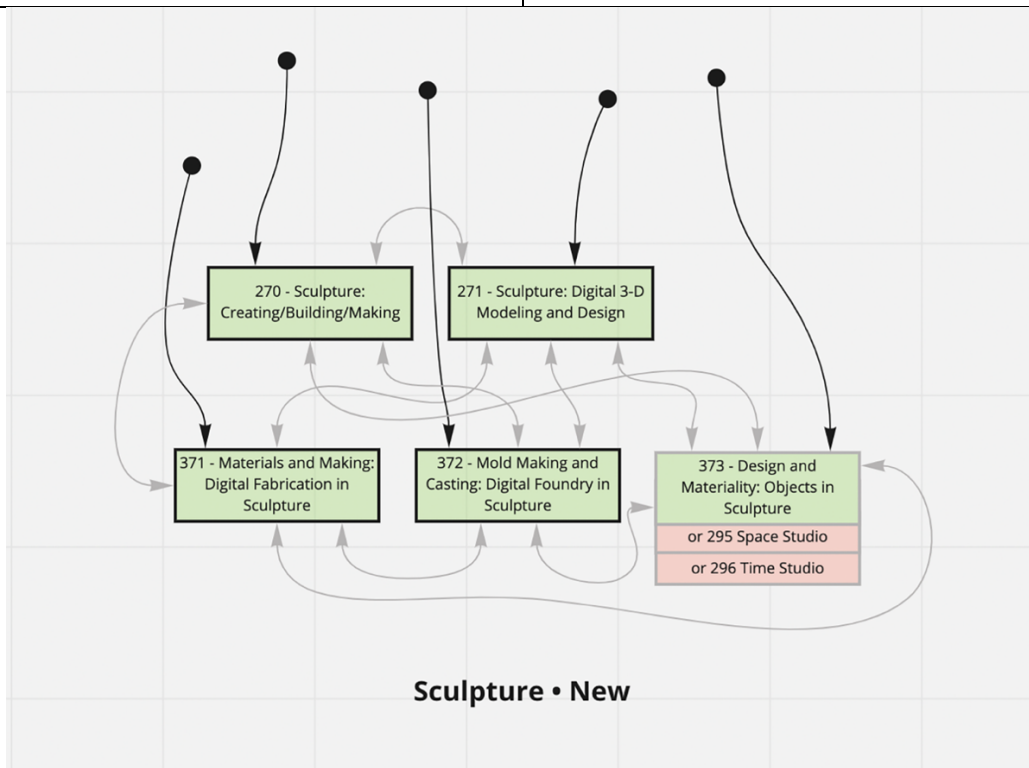 270 - Sculpture:
Creating/Building/Making
271 - Sculpture: Digital 3-D
Modeling and Design
371 - Materials and Making:
Digital Fabrication in
Sculpture
372 - Mold Making and
Casting: Digital Foundry in
Sculpture
373 - Design and
Materiality: Objects in
Sculpture
or 295 Space Studio
or 296 Time Studio
Sculpture • New